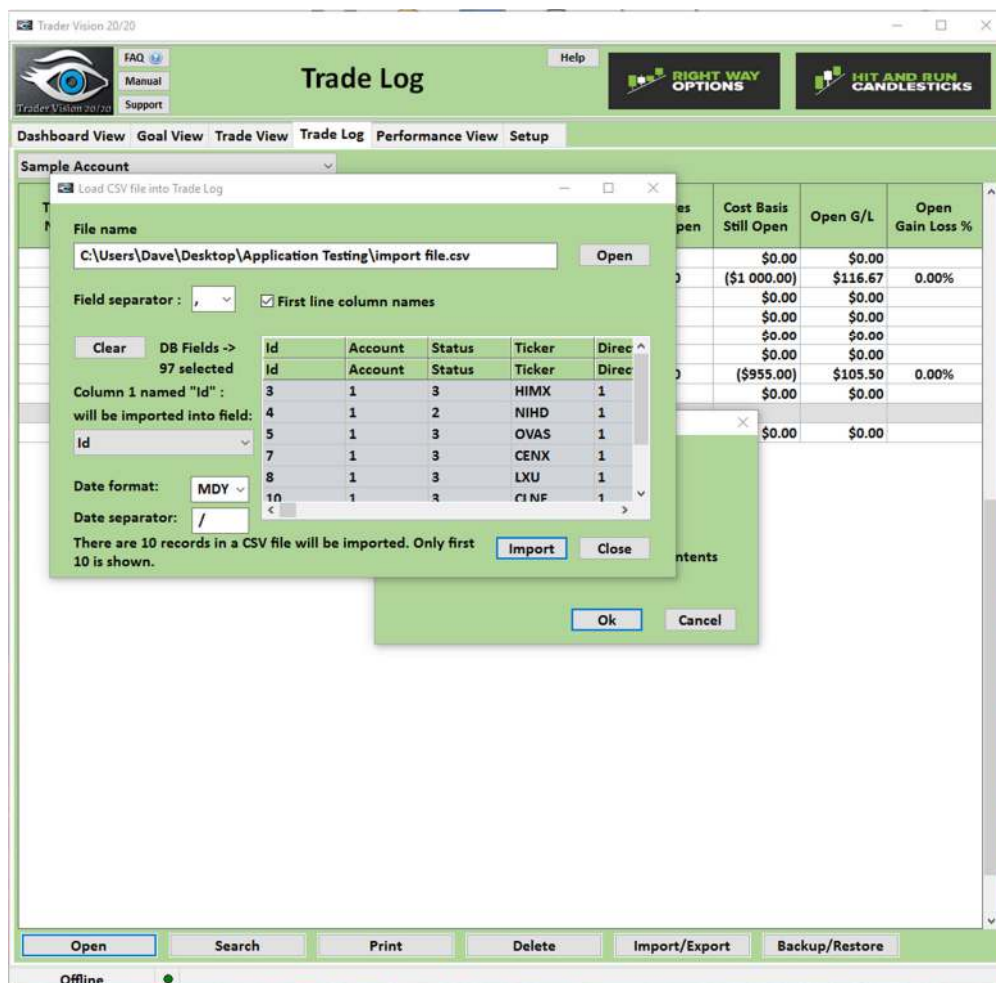 Trader Vision 20/20
FAQ
Manual
Support
Trader Vision 20/20
Trade Log
Help
RIGHT WAY
OPTIONS
HIT AND RUN
CANDLESTICKS
Dashboard View Goal View Trade View Trade Log Performance View Setup
Sample Account
Cost Basis
Still Open
Open G/L
Open
Gain Loss %
$0.00 $0.00
($1 000.00) $116.67 0.00%
$0.00 $0.00
$0.00 $0.00
$0.00 $0.00
$0.00 $0.00
($955.00) $105.50 0.00%
$0.00 $0.00
$0.00 $0.00
Load CSV file into Trade Log
File name
C:\Users\Dave\Desktop\Application Testing\import file.csv Open
Field separator : , First line column names
Clear DB Fields ->
97 selected
Column 1 named "Id" :
will be imported into field:
Id
Date format: MDY
Date separator: /
Id Account Status Ticker Direc
Id Account Status Ticker Direc
3 1 3 HIMX 1
4 1 2 NIHD 1
5 1 3 OVAS 1
7 1 3 CENX 1
8 1 3 LXU 1
10 1 3 CLNE 1
There are 10 records in a CSV file will be imported. Only first
10 is shown.
Import Close
ntents
Ok Cancel
Open Search Print Delete Import/Export Backup/Restore
Offline